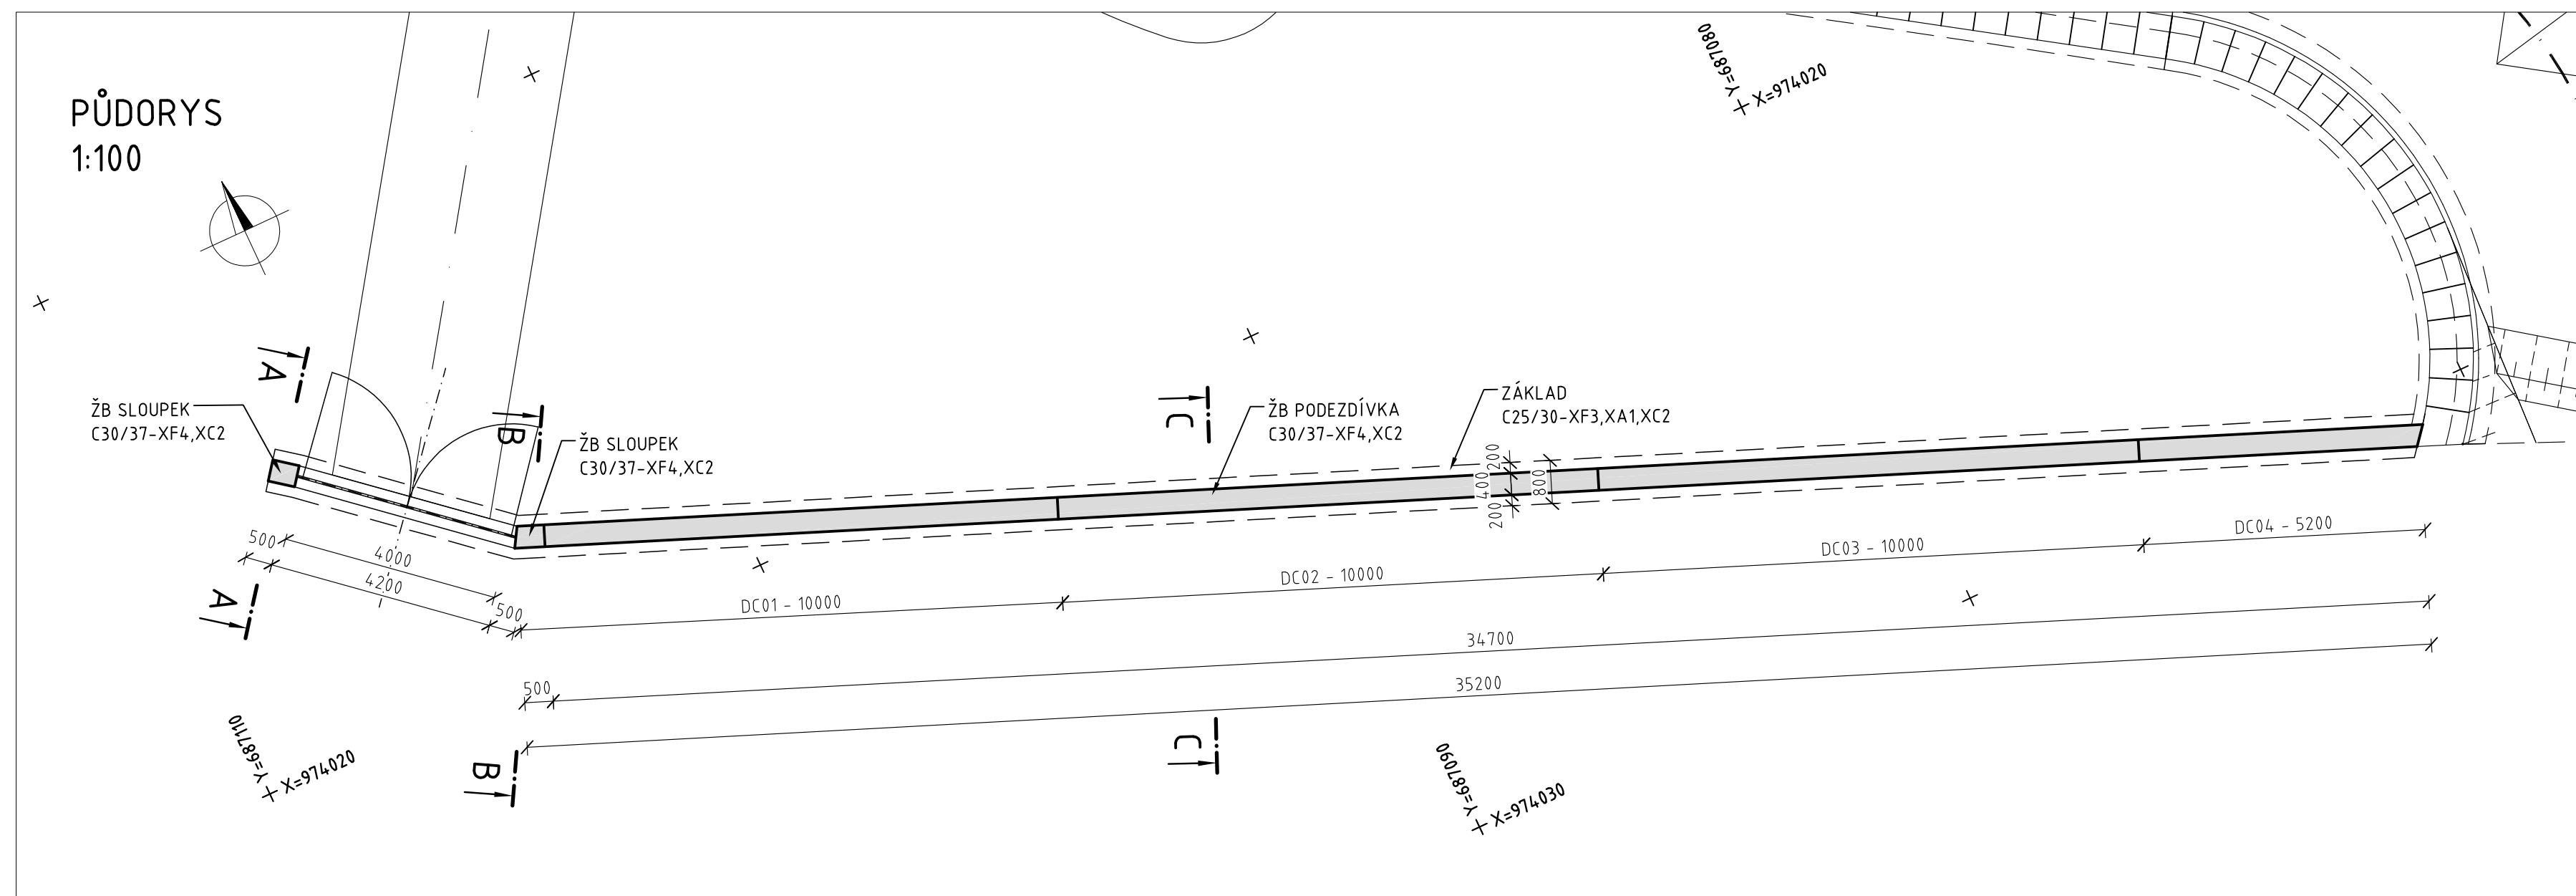 PŮDORYS
1:100
Y=687080
X=974020
A
ŽB SLOUPEK
C30/37-XF4,XC2
B
ŽB SLOUPEK
C30/37-XF4,XC2
C
ŽB PODEZDÍVKA
C30/37-XF4,XC2
ZÁKLAD
C25/30-XF3,XA1,XC2
200
400
200
800
500
4000
4200
500
DC01 - 10000
DC02 - 10000
DC03 - 10000
DC04 - 5200
34700
500
35200
A
B
C
Y=687110
X=974020
Y=687090
X=974030